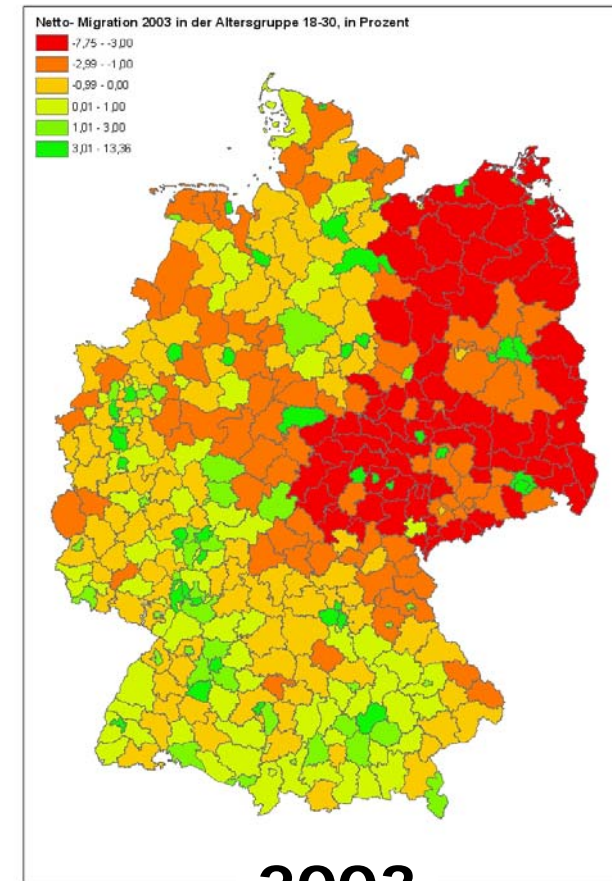 Netto- Migration 2003 in der Altersgruppe 18-30, in Prozent
-7,75 - -3,00
-2,99 - -1,00
-0,99 - 0,00
0,01 - 1,00
1,01 - 3,00
3,01 - 13,36
2003